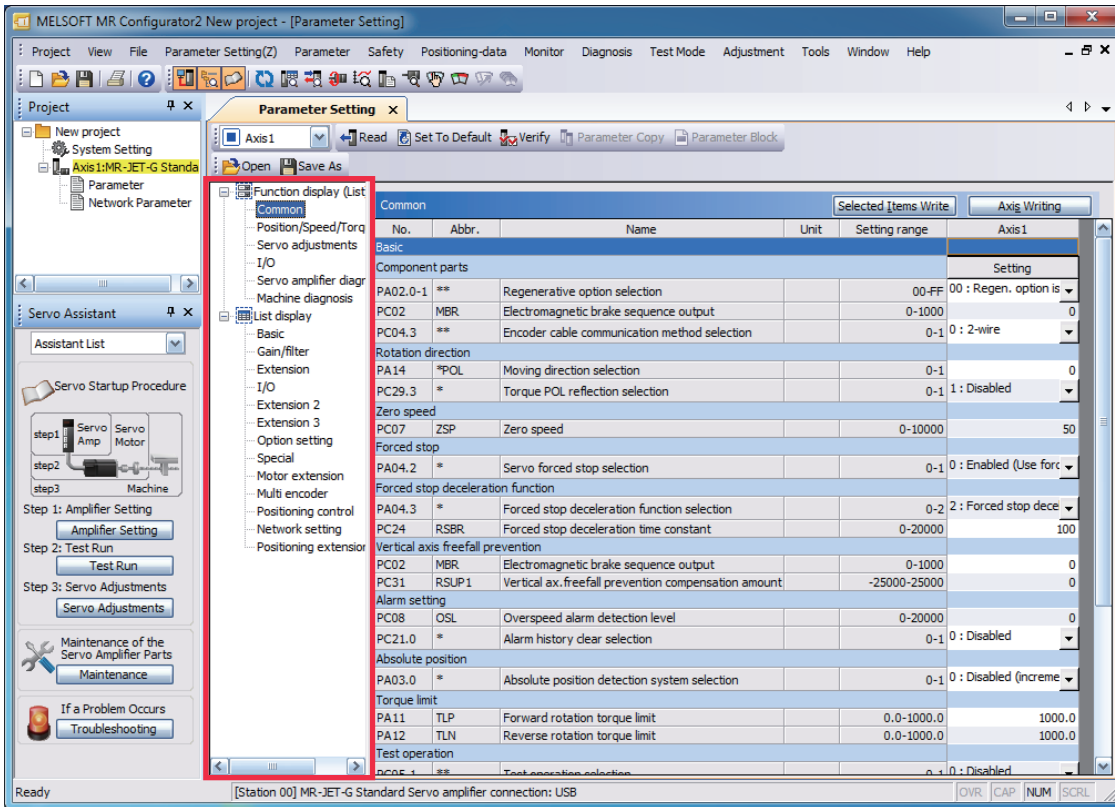 MELSOFT MR Configurator2 New project - [Parameter Setting]
Project View File Parameter Setting(Z) Parameter Safety Positioning-data Monitor Diagnosis Test Mode Adjustment Tools Window Help
Project
New project
System Setting
Axis1:MR-JET-G Standa
Parameter
Network Parameter
Servo Assistant
Assistant List
Servo Startup Procedure
step1
Servo Amp
Servo Motor
step2
step3
Machine
Step 1: Amplifier Setting
Amplifier Setting
Step 2: Test Run
Test Run
Step 3: Servo Adjustments
Servo Adjustments
Maintenance of the
Servo Amplifier Parts
Maintenance
If a Problem Occurs
Troubleshooting
Parameter Setting
Axis1 Read Set To Default Verify Parameter Copy Parameter Block
Open Save As
Function display (List
Common
Position/Speed/Torq
Servo adjustments
I/O
Servo amplifier diagr
Machine diagnosis
List display
Basic
Gain/filter
Extension
I/O
Extension 2
Extension 3
Option setting
Special
Motor extension
Multi encoder
Positioning control
Network setting
Positioning extension
Common Selected Items Write Axis Writing
No. Abbr. Name Unit Setting range Axis1
Basic
Component parts Setting
PA02.0-1 ** Regenerative option selection 00-FF 00 : Regen. option is
PC02 MBR Electromagnetic brake sequence output 0-1000 0
PC04.3 ** Encoder cable communication method selection 0-1 0 : 2-wire
Rotation direction
PA14 *POL Moving direction selection 0-1 0
PC29.3 * Torque POL reflection selection 0-1 1 : Disabled
Zero speed
PC07 ZSP Zero speed 0-10000 50
Forced stop
PA04.2 * Servo forced stop selection 0-1 0 : Enabled (Use forc
Forced stop deceleration function
PA04.3 * Forced stop deceleration function selection 0-2 2 : Forced stop dece
PC24 RSBR Forced stop deceleration time constant 0-20000 100
Vertical axis freefall prevention
PC02 MBR Electromagnetic brake sequence output 0-1000 0
PC31 RSUP1 Vertical ax.freefall prevention compensation amount -25000-25000 0
Alarm setting
PC08 OSL Overspeed alarm detection level 0-20000 0
PC21.0 * Alarm history clear selection 0-1 0 : Disabled
Absolute position
PA03.0 * Absolute position detection system selection 0-1 0 : Disabled (increme
Torque limit
PA11 TLP Forward rotation torque limit 0.0-1000.0 1000.0
PA12 TLN Reverse rotation torque limit 0.0-1000.0 1000.0
Test operation
PC05.1 ** Test operation selection 0-1 0 : Disabled
Ready [Station 00] MR-JET-G Standard Servo amplifier connection: USB OVR CAP NUM SCRL